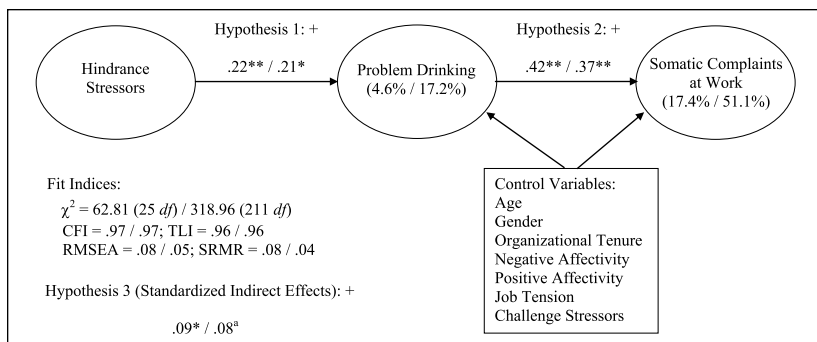 Hypothesis 1: +
Hypothesis 2: +
Hindrance
Stressors
.22** / .21*
Problem Drinking
(4.6% / 17.2%)
.42** / .37**
Somatic Complaints
at Work
(17.4% / 51.1%)
Fit Indices:
χ² = 62.81 (25 df) / 318.96 (211 df)
CFI = .97 / .97; TLI = .96 / .96
RMSEA = .08 / .05; SRMR = .08 / .04
Hypothesis 3 (Standardized Indirect Effects): +
.09* / .08ᵃ
Control Variables:
Age
Gender
Organizational Tenure
Negative Affectivity
Positive Affectivity
Job Tension
Challenge Stressors